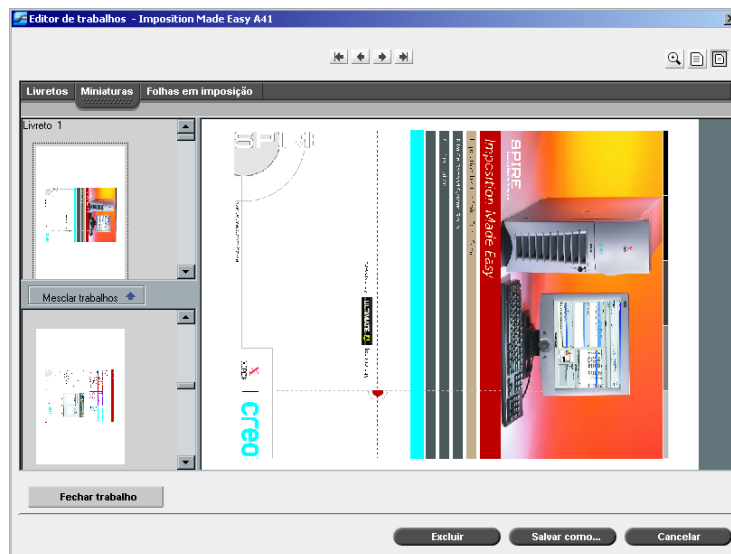 Editor de trabalhos - Imposition Made Easy A41
Livretos Miniaturas Folhas em imposição
Livreto 1
Mesclar trabalhos
SPIRE
Imposition Made Easy
ULTIMATE
creo
Fechar trabalho
Excluir Salvar como... Cancelar